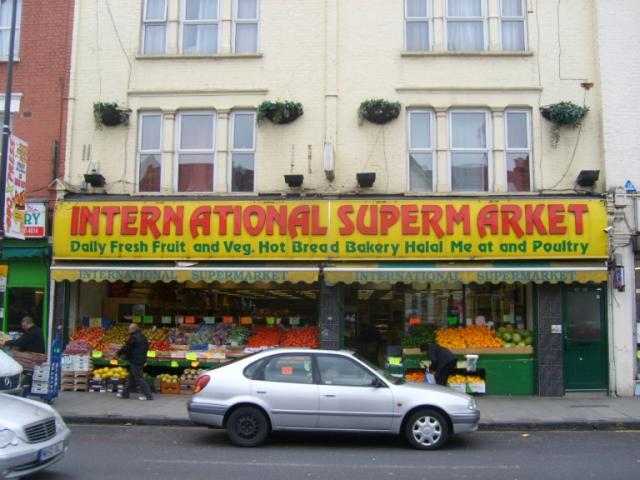 INTERNATIONAL SUPERMARKET
Daily Fresh Fruit and Veg. Hot Bread Bakery Halal Me at and Poultry
INTERNATIONAL SUPERMARKET
INTERNATIONAL SUPERMARKET
RY